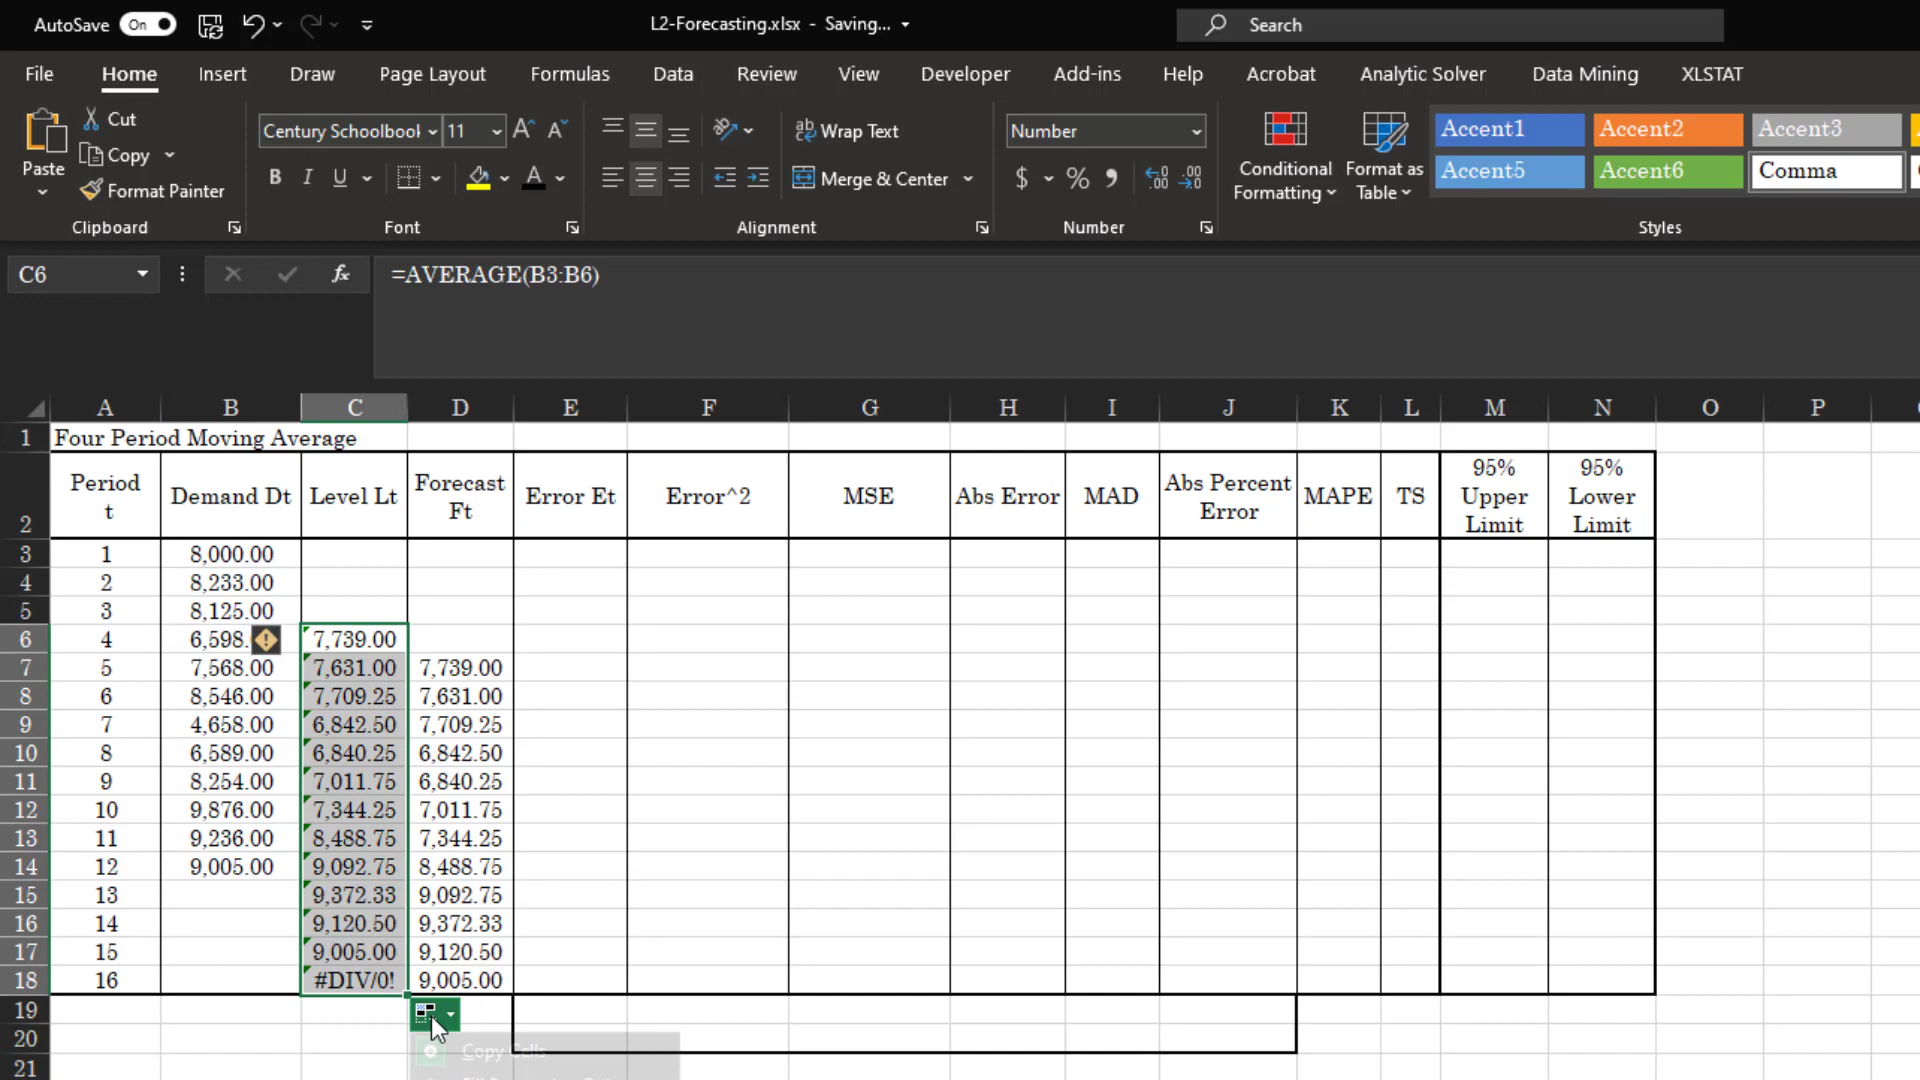 AutoSave On L2-Forecasting.xlsx - Saving... Search
File Home Insert Draw Page Layout Formulas Data Review View Developer Add-ins Help Acrobat Analytic Solver Data Mining XLSTAT
Paste
Cut
Copy
Format Painter
Clipboard
Century Schoolbook 11
B I U A
Font
ab Wrap Text
Merge & Center
Alignment
Number
$ % 9 .00 .00
Number
Conditional Formatting
Format as Table
Accent1 Accent2 Accent3
Accent5 Accent6 Comma
Styles
C6 fx =AVERAGE(B3:B6)
A B C D E F G H I J K L M N O P
1 Four Period Moving Average
2 Period t Demand Dt Level Lt Forecast Ft Error Et Error^2 MSE Abs Error MAD Abs Percent Error MAPE TS 95% Upper Limit 95% Lower Limit
3 1 8,000.00
4 2 8,233.00
5 3 8,125.00
6 4 6,598. 7,739.00
7 5 7,568.00 7,631.00 7,739.00
8 6 8,546.00 7,709.25 7,631.00
9 7 4,658.00 6,842.50 7,709.25
10 8 6,589.00 6,840.25 6,842.50
11 9 8,254.00 7,011.75 6,840.25
12 10 9,876.00 7,344.25 7,011.75
13 11 9,236.00 8,488.75 7,344.25
14 12 9,005.00 9,092.75 8,488.75
15 13 9,372.33 9,092.75
16 14 9,120.50 9,372.33
17 15 9,005.00 9,120.50
18 16 #DIV/0! 9,005.00
19
20 Copy Cells
21